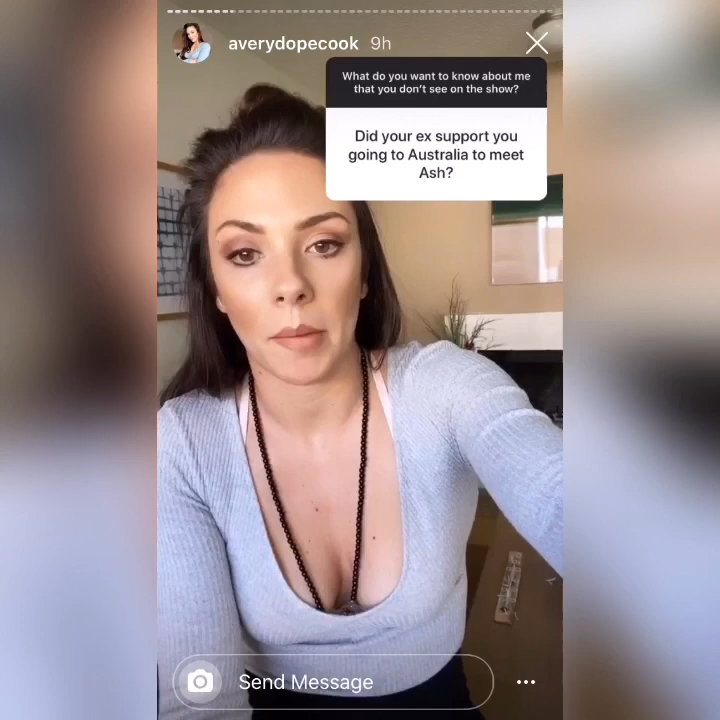 averydopecook 9h
What do you want to know about me
that you don't see on the show?
Did your ex support you
going to Australia to meet
Ash?
Send Message